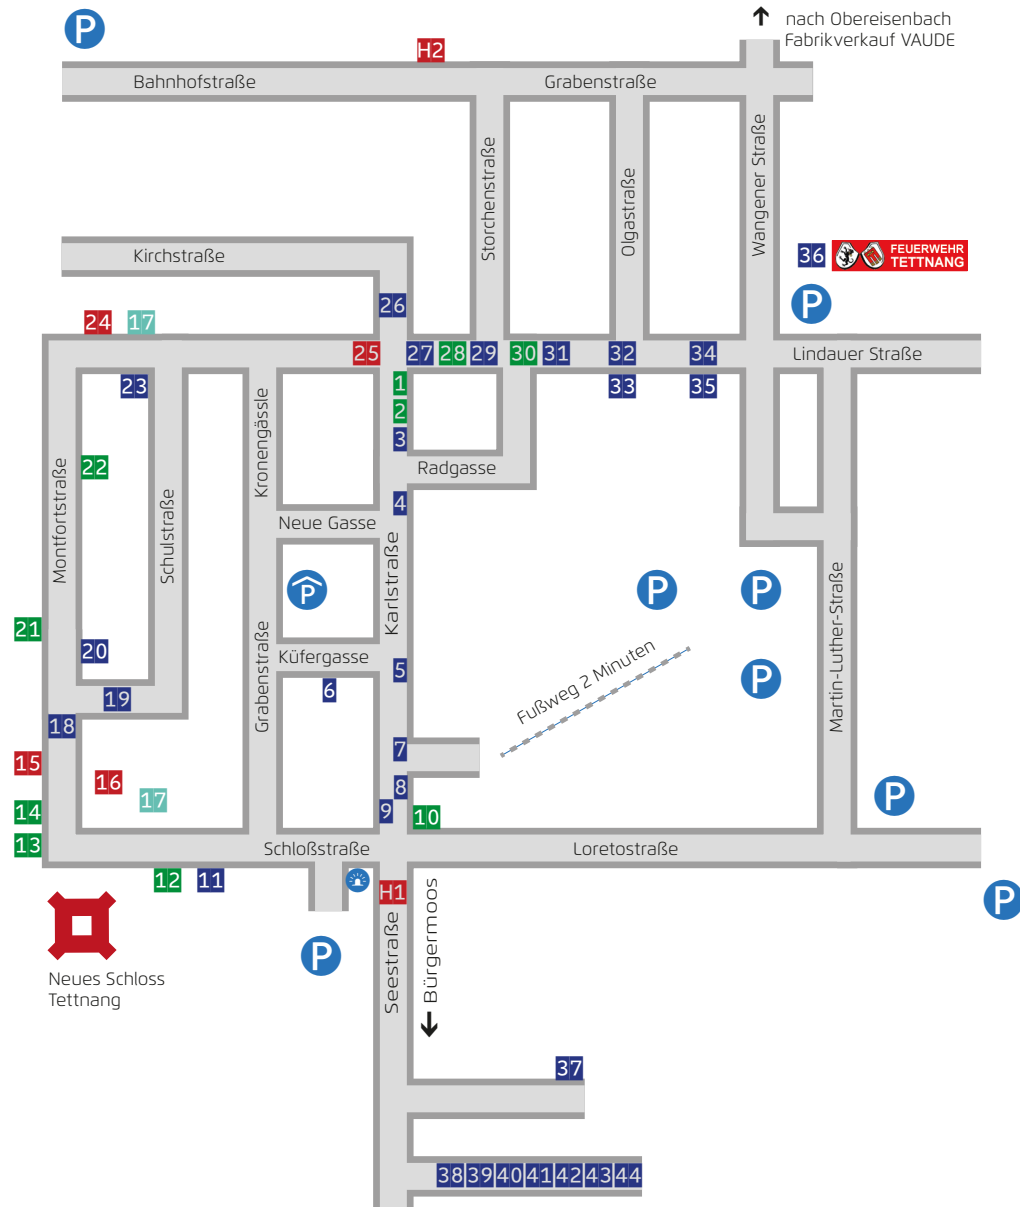 P
nach Obereisenbach
Fabrikverkauf VAUDE
H2
Bahnhofstraße
Grabenstraße
Storchenstraße
Olgastraße
Wangener Straße
Kirchstraße
36
FEUERWEHR
TETTNANG
P
26
24
17
25
27
28
29
30
31
32
34
Lindauer Straße
23
1
2
3
33
35
Kronengässle
22
Radgasse
Montfortstraße
Schulstraße
4
Neue Gasse
Karlstraße
P
P
P
Martin-Luther-Straße
21
20
Grabenstraße
Küfergasse
5
6
Fußweg 2 Minuten
P
19
18
7
15
16
17
8
9
10
P
14
13
Schloßstraße
Loretostraße
12
11
H1
P
Seestraße
Bürgermoos
P
Neues Schloss
Tettnang
37
38 39 40 41 42 43 44